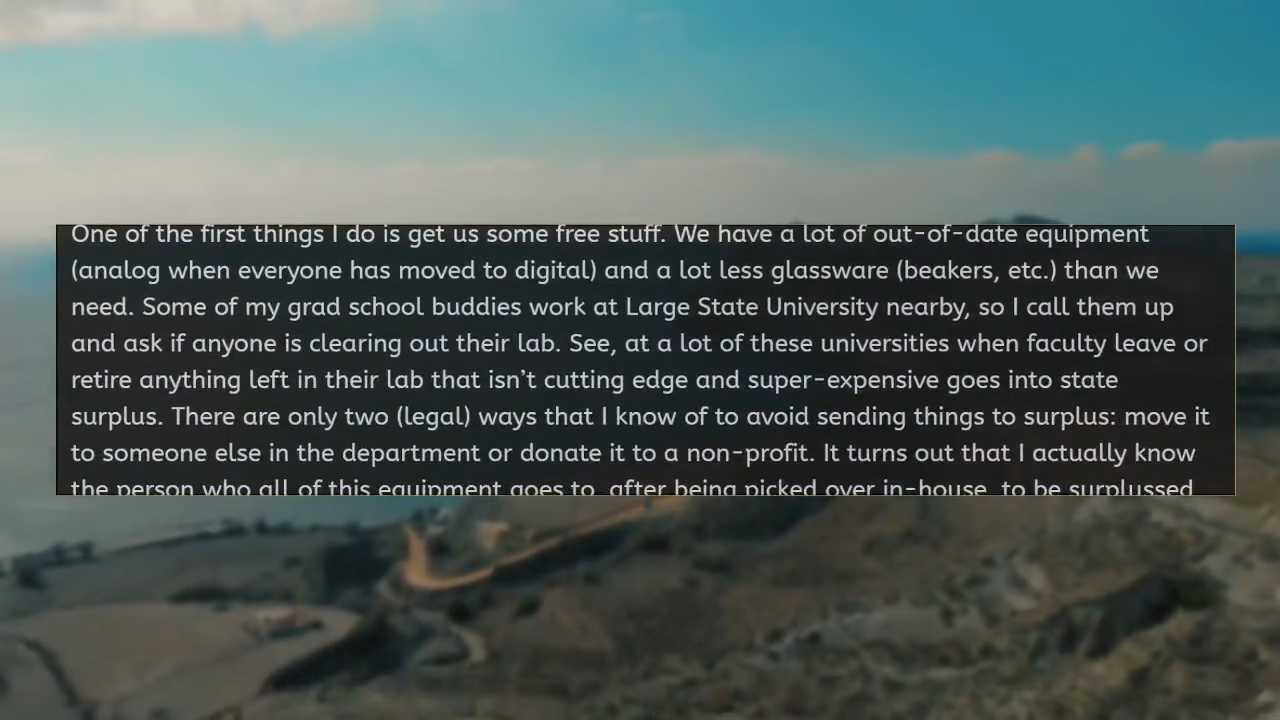 One of the first things I do is get us some free stuff. We have a lot of out-of-date equipment
(analog when everyone has moved to digital) and a lot less glassware (beakers, etc.) than we
need. Some of my grad school buddies work at Large State University nearby, so I call them up
and ask if anyone is clearing out their lab. See, at a lot of these universities when faculty leave or
retire anything left in their lab that isn't cutting edge and super-expensive goes into state
surplus. There are only two (legal) ways that I know of to avoid sending things to surplus: move it
to someone else in the department or donate it to a non-profit. It turns out that I actually know
the person who all of this equipment goes to, after being picked over in-house, to be surplussed